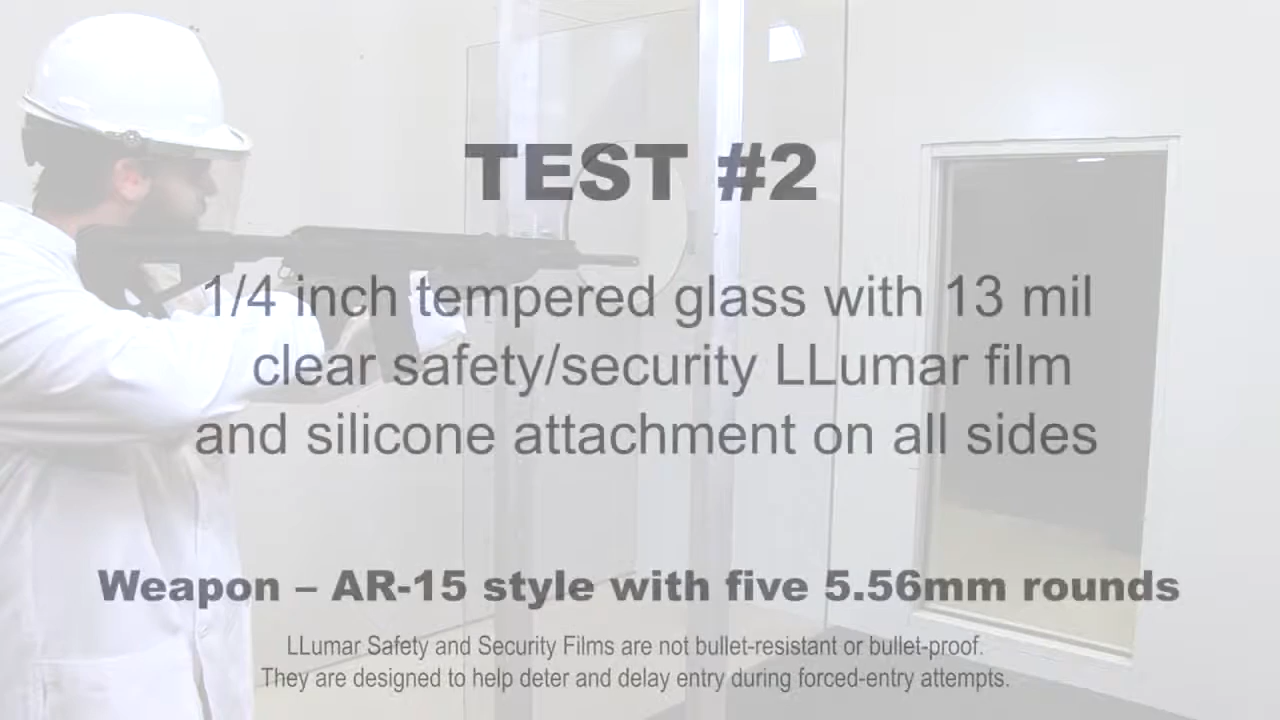 TEST #2
1/4 inch tempered glass with 13 mil
clear safety/security LLumar film
and silicone attachment on all sides
Weapon – AR-15 style with five 5.56mm rounds
LLumar Safety and Security Films are not bullet-resistant or bullet-proof.
They are designed to help deter and delay entry during forced-entry attempts.